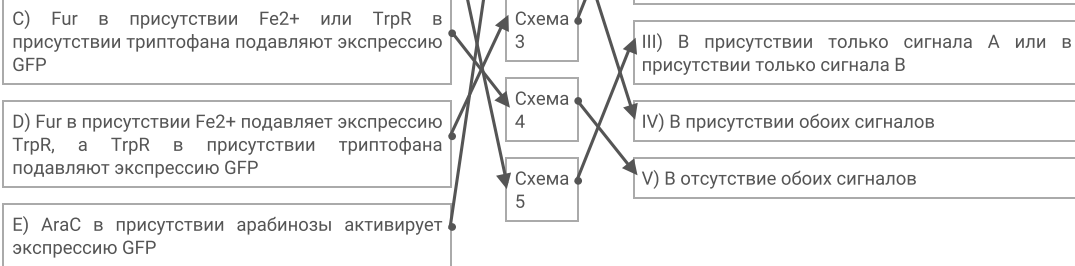 C) Fur в присутствии Fe2+ или TrpR в
присутствии триптофана подавляют экспрессию
GFP
D) Fur в присутствии Fe2+ подавляет экспрессию
TrpR, а TrpR в присутствии триптофана
подавляют экспрессию GFP
E) AraC в присутствии арабинозы активирует
экспрессию GFP
Схема
3
Схема
4
Схема
5
III) В присутствии только сигнала А или в
присутствии только сигнала В
IV) В присутствии обоих сигналов
V) В отсутствие обоих сигналов